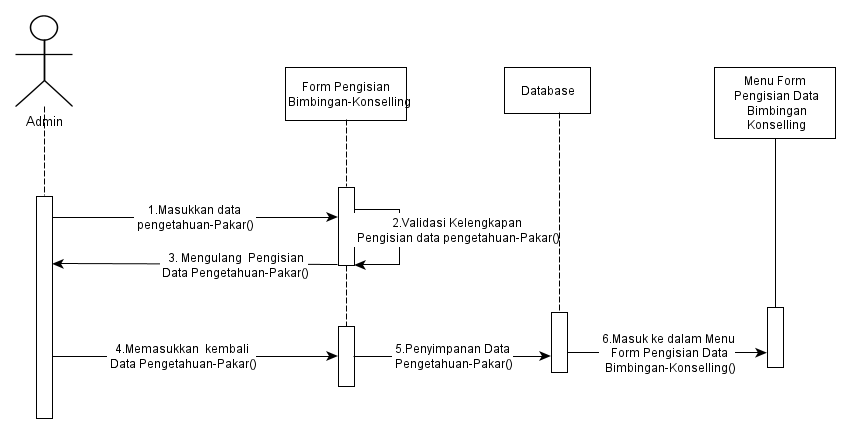 Admin
Form Pengisian
Bimbingan-Konselling
Database
Menu Form
Pengisian Data
Bimbingan
Konselling
1.Masukkan data
pengetahuan-Pakar()
2.Validasi Kelengkapan
Pengisian data pengetahuan-Pakar()
3. Mengulang Pengisian
Data Pengetahuan-Pakar()
4.Memasukkan kembali
Data Pengetahuan-Pakar()
5.Penyimpanan Data
Pengetahuan-Pakar()
6.Masuk ke dalam Menu
Form Pengisian Data
Bimbingan-Konselling()